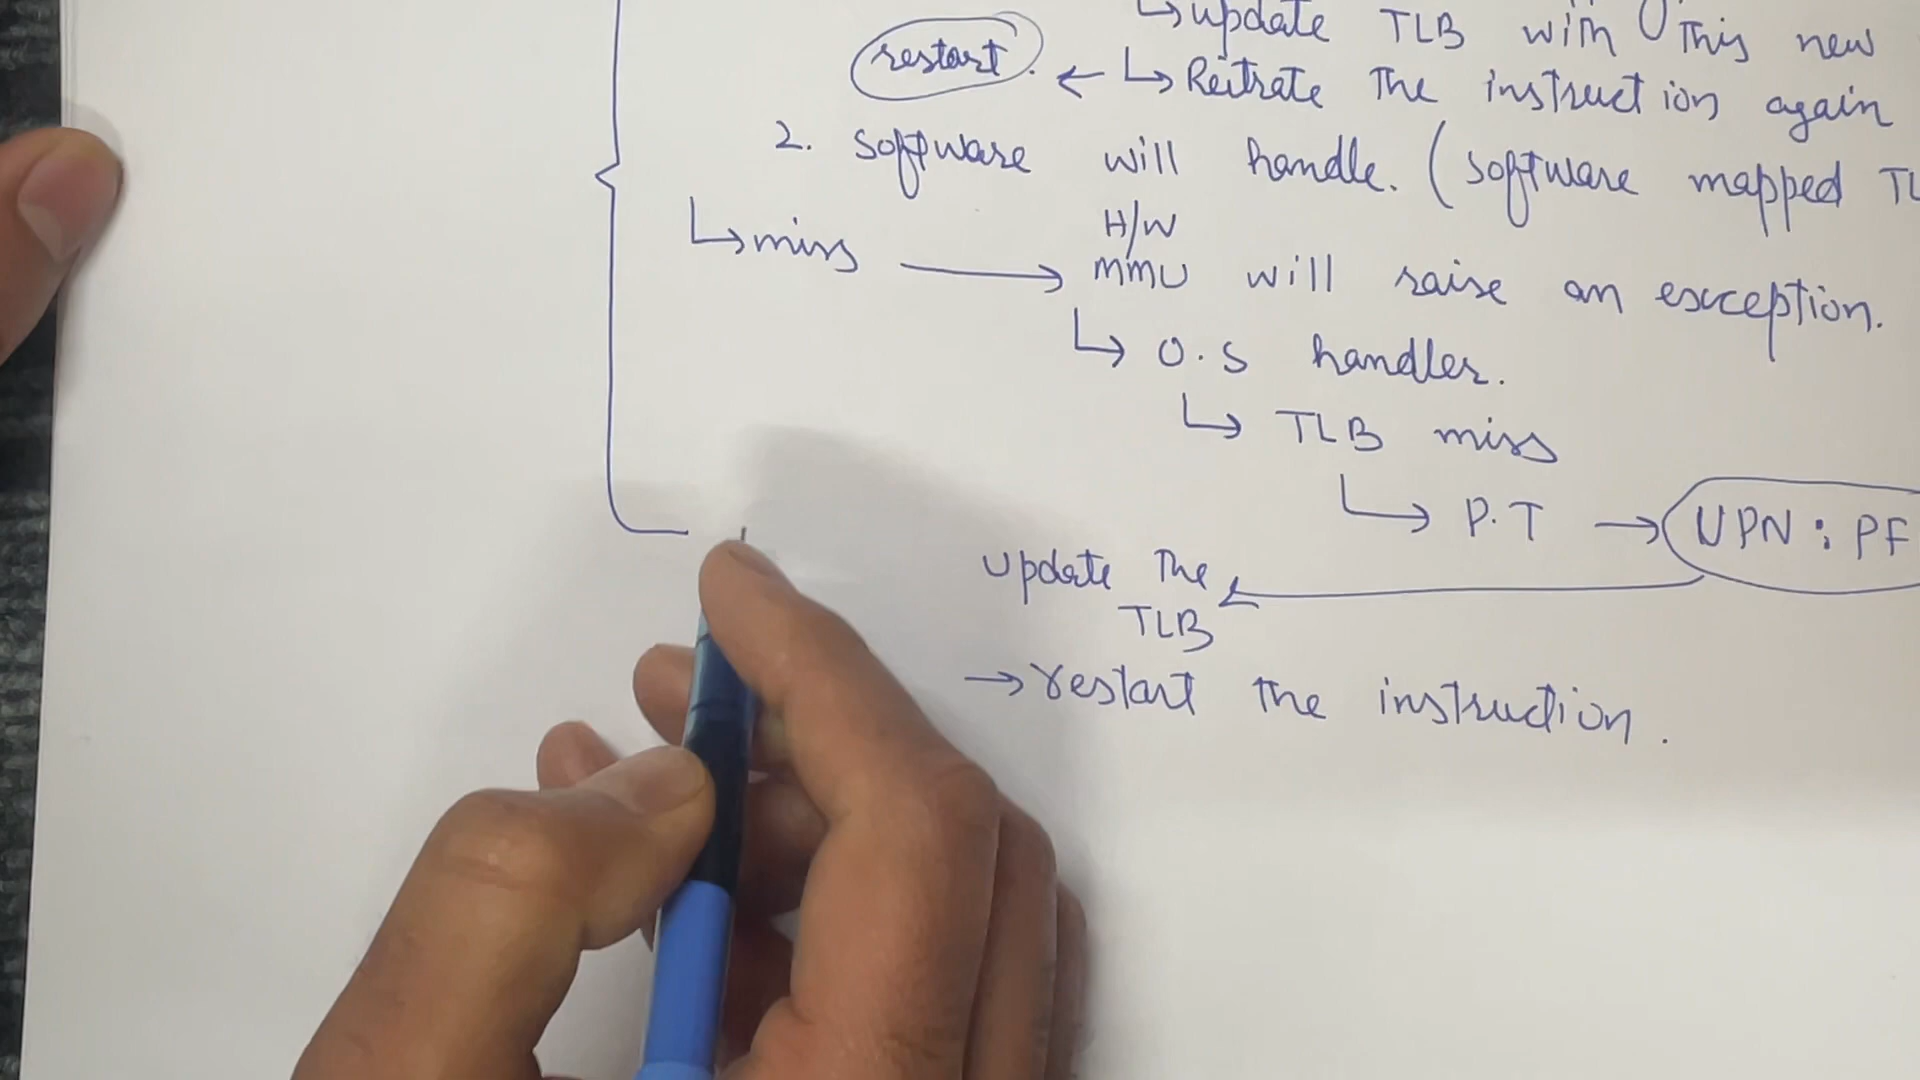 ↳ update TLB with This new
restart. ← ↳ Reitrate The instruction again
2. software will handle. (software mapped TL
↳ miss → H/W MMU will raise an exception.
↳ O.S handler.
↳ TLB miss
↳ P.T → VPN : PF
update The TLB
→ restart the instruction.